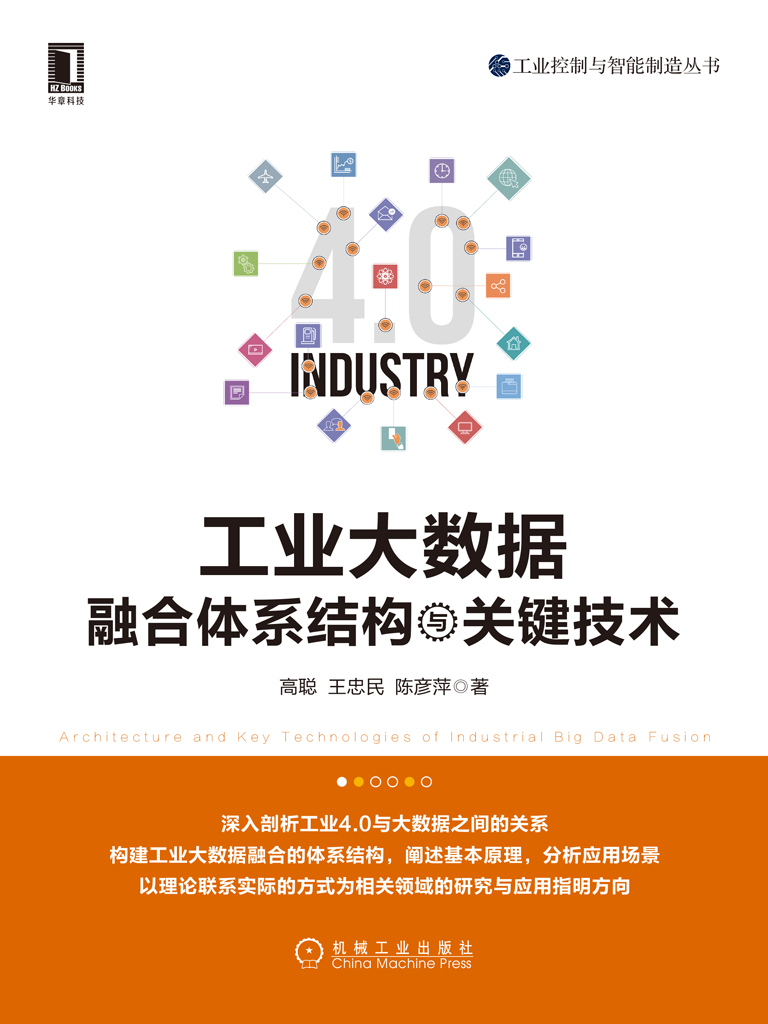 HZ BOOKS
华章科技
工业控制与智能制造丛书
4.0
INDUSTRY
工业大数据
融合体系结构与关键技术
高聪 王忠民 陈彦萍◎著
Architecture and Key Technologies of Industrial Big Data Fusion
深入剖析工业4.0与大数据之间的关系
构建工业大数据融合的体系结构，阐述基本原理，分析应用场景
以理论联系实际的方式为相关领域的研究与应用指明方向
机械工业出版社
China Machine Press